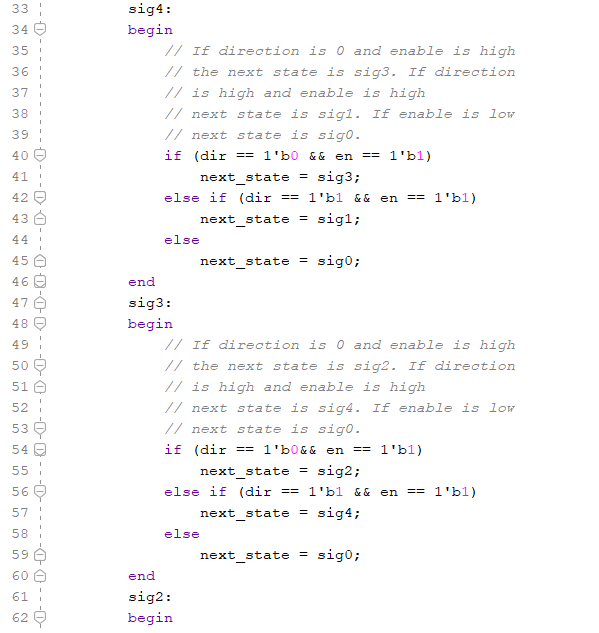 33 sig4:
34 begin
35 // If direction is 0 and enable is high
36 // the next state is sig3. If direction
37 // is high and enable is high
38 // next state is sig1. If enable is low
39 // next state is sig0.
40 if (dir == 1'b0 && en == 1'b1)
41 next_state = sig3;
42 else if (dir == 1'b1 && en == 1'b1)
43 next_state = sig1;
44 else
45 next_state = sig0;
46 end
47 sig3:
48 begin
49 // If direction is 0 and enable is high
50 // the next state is sig2. If direction
51 // is high and enable is high
52 // next state is sig4. If enable is low
53 // next state is sig0.
54 if (dir == 1'b0&& en == 1'b1)
55 next_state = sig2;
56 else if (dir == 1'b1 && en == 1'b1)
57 next_state = sig4;
58 else
59 next_state = sig0;
60 end
61 sig2:
62 begin